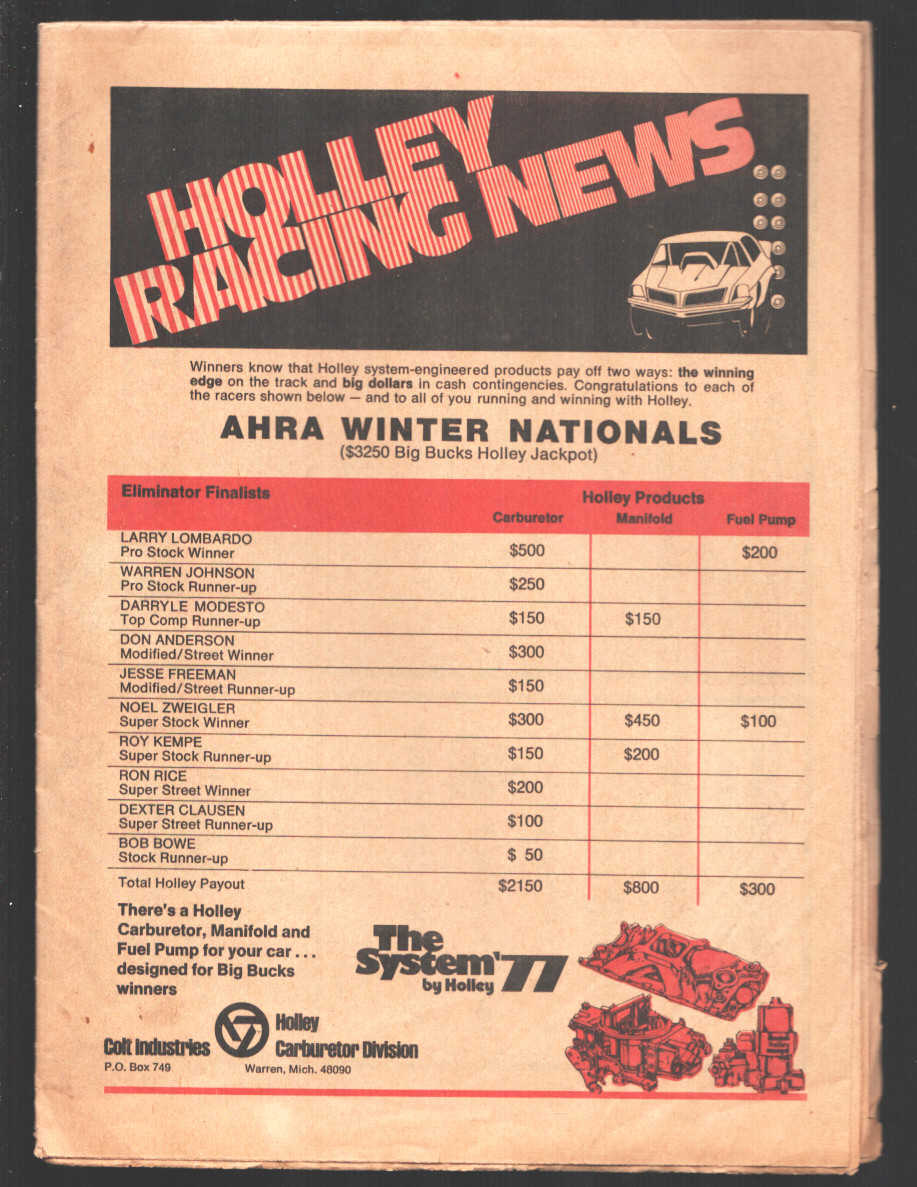 HOLLEY
RACING NEWS
Winners know that Holley system-engineered products pay off two ways: the winning
edge on the track and big dollars in cash contingencies. Congratulations to each of
the racers shown below — and to all of you running and winning with Holley.
AHRA WINTER NATIONALS
($3250 Big Bucks Holley Jackpot)
Eliminator Finalists Holley Products
Carburetor Manifold Fuel Pump
LARRY LOMBARDO
Pro Stock Winner $500 $200
WARREN JOHNSON
Pro Stock Runner-up $250
DARRYLE MODESTO
Top Comp Runner-up $150 $150
DON ANDERSON
Modified/Street Winner $300
JESSE FREEMAN
Modified/Street Runner-up $150
NOEL ZWEIGLER
Super Stock Winner $300 $450 $100
ROY KEMPE
Super Stock Runner-up $150 $200
RON RICE
Super Street Winner $200
DEXTER CLAUSEN
Super Street Runner-up $100
BOB BOWE
Stock Runner-up $ 50
Total Holley Payout $2150 $800 $300
There's a Holley
Carburetor, Manifold and
Fuel Pump for your car...
designed for Big Bucks
winners
The
System '77
by Holley
Colt Industries
P.O. Box 749
Holley
Carburetor Division
Warren, Mich. 48090